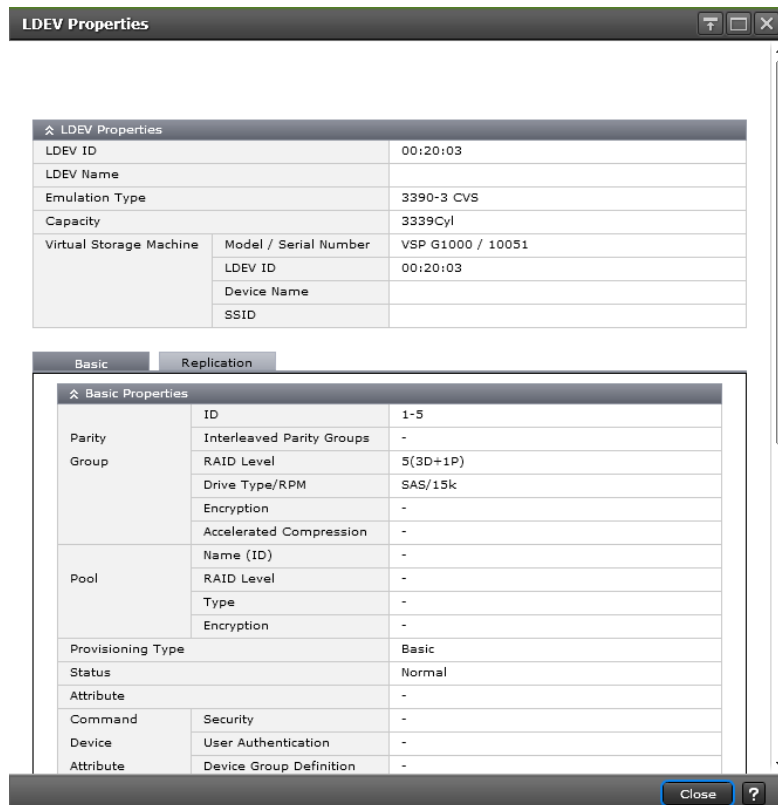 LDEV Properties
LDEV Properties
LDEV ID 00:20:03
LDEV Name
Emulation Type 3390-3 CVS
Capacity 3339Cyl
Virtual Storage Machine Model / Serial Number VSP G1000 / 10051
LDEV ID 00:20:03
Device Name
SSID
Basic Replication
Basic Properties
ID 1-5
Parity Interleaved Parity Groups -
Group RAID Level 5(3D+1P)
Drive Type/RPM SAS/15k
Encryption -
Accelerated Compression -
Name (ID) -
Pool RAID Level -
Type -
Encryption -
Provisioning Type Basic
Status Normal
Attribute -
Command Security -
Device User Authentication -
Attribute Device Group Definition -
Close ?